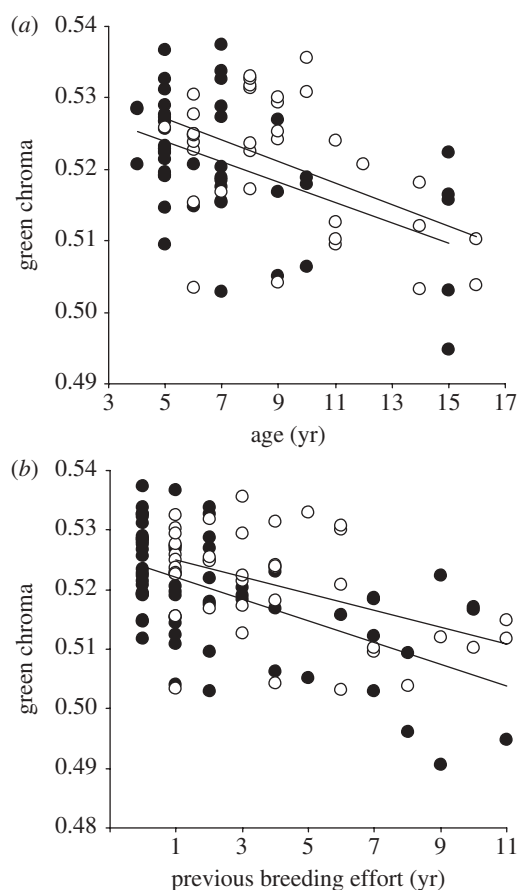 (a)
0.54
0.53
0.52
0.51
0.50
0.49
green chroma
3 5 7 9 11 13 15 17
age (yr)
(b)
0.54
0.53
0.52
0.51
0.50
0.49
0.48
green chroma
1 3 5 7 9 11
previous breeding effort (yr)